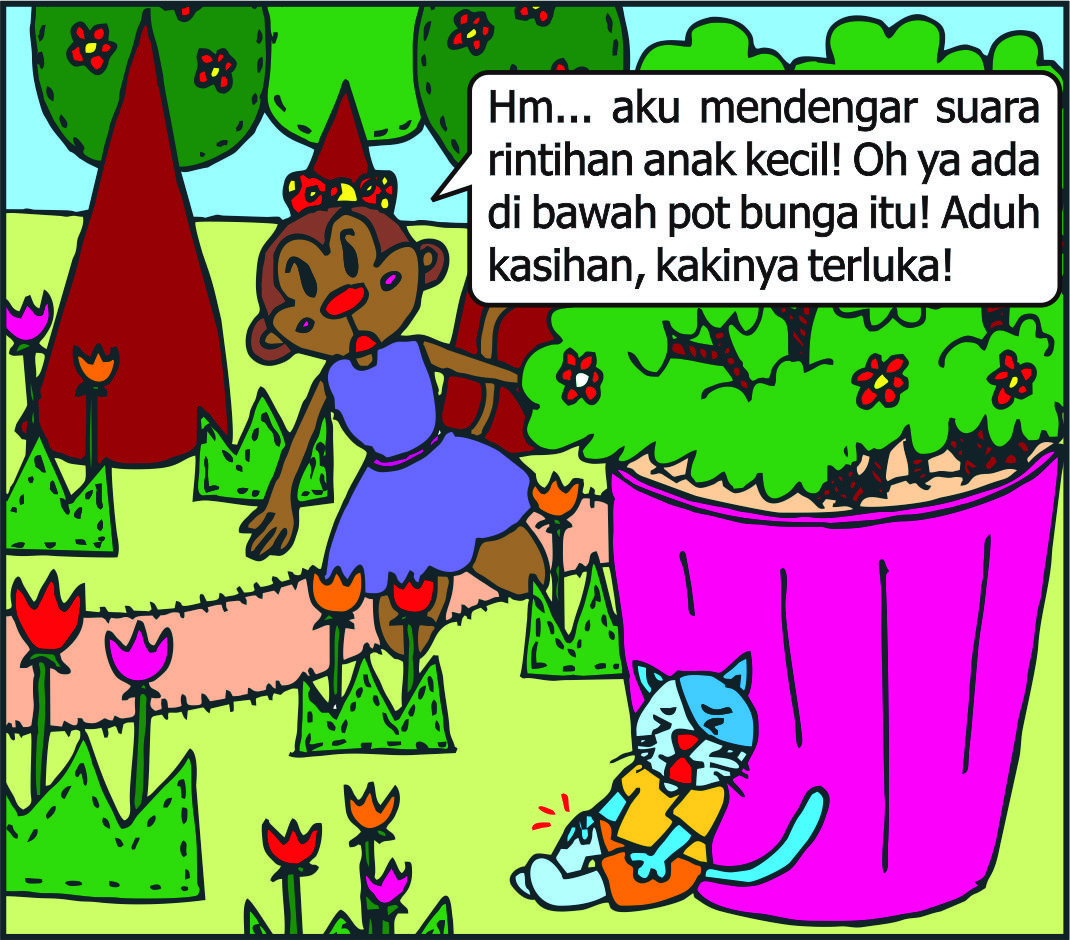 Hm... aku mendengar suara
rintihan anak kecil! Oh ya ada
di bawah pot bunga itu! Aduh
kasihan, kakinya terluka!